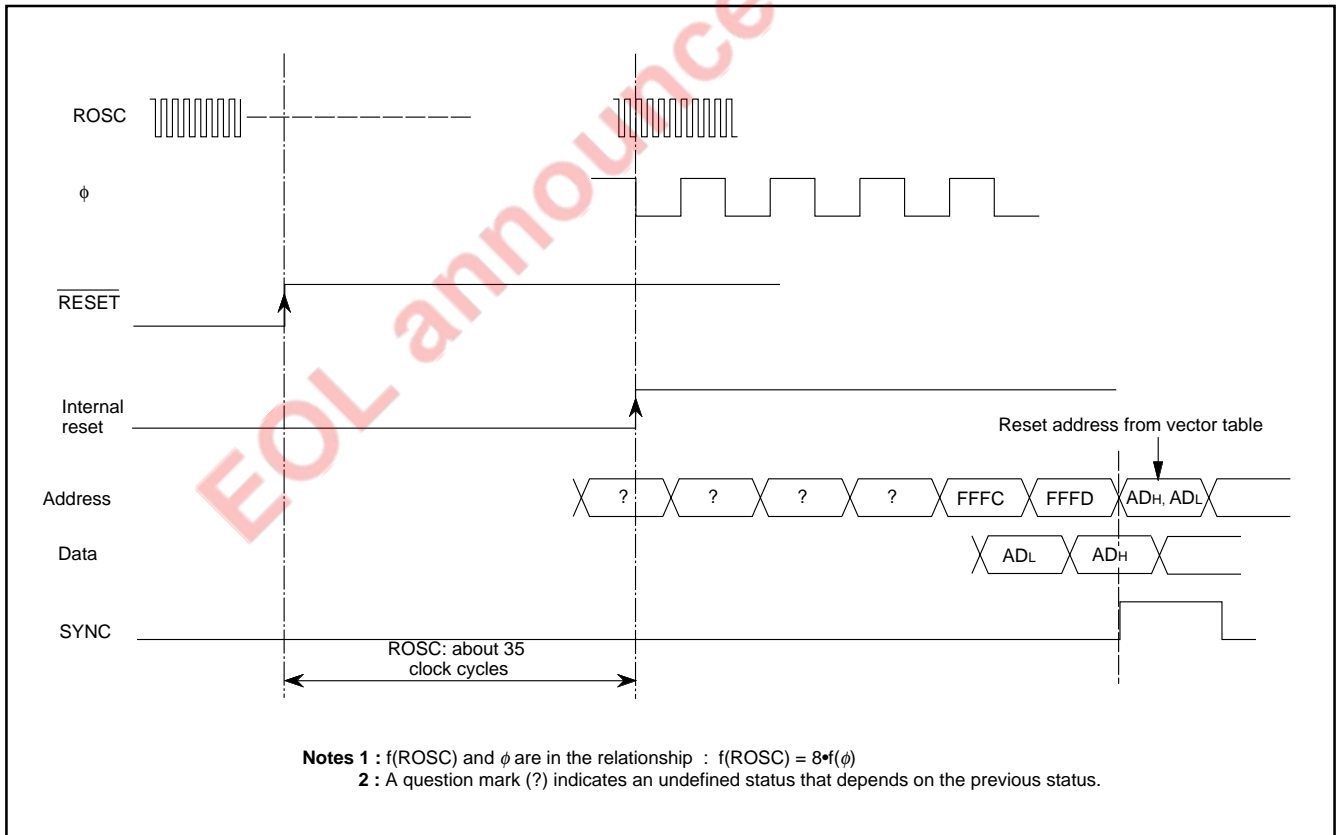 EOL announce
ROSC
ϕ
RESET
Internal
reset
Reset address from vector table
Address
? ? ? ? FFFC FFFD ADH, ADL
Data
ADL ADH
SYNC
ROSC: about 35
clock cycles
Notes 1 : f(ROSC) and ϕ are in the relationship : f(ROSC) = 8•f(ϕ)
2 : A question mark (?) indicates an undefined status that depends on the previous status.